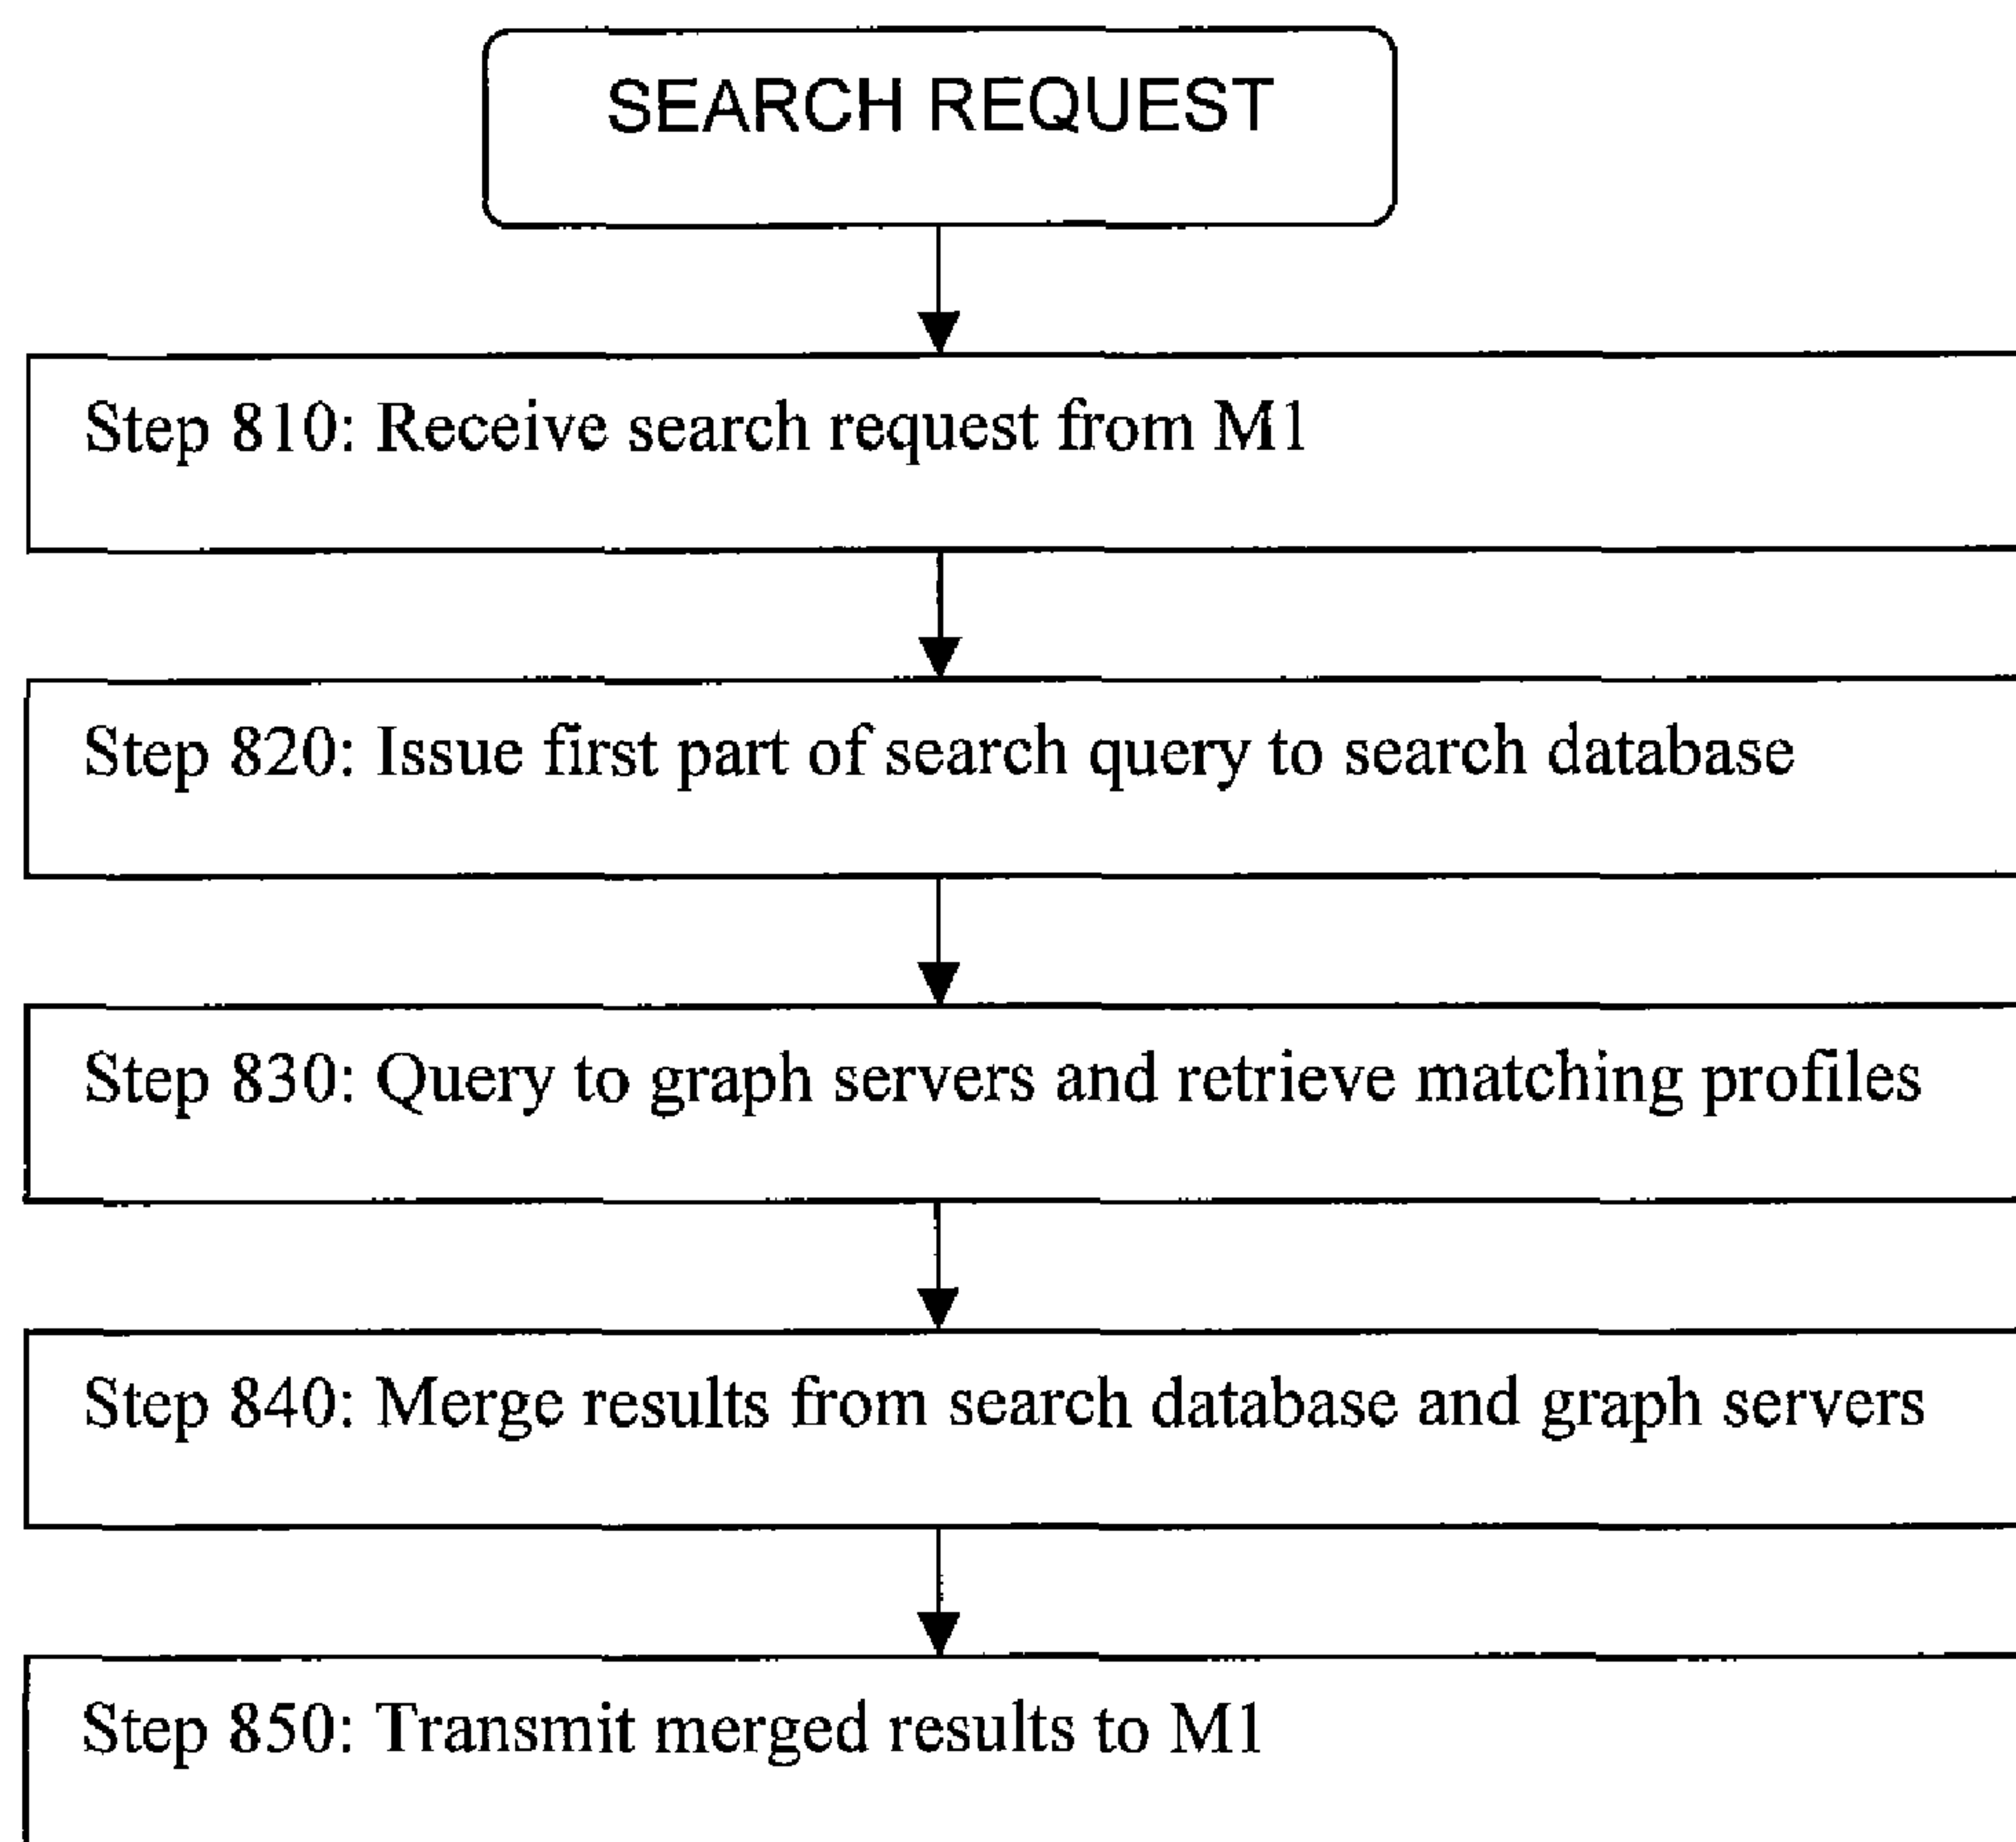 SEARCH REQUEST
Step 810: Receive search request from M1
Step 820: Issue first part of search query to search database
Step 830: Query to graph servers and retrieve matching profiles
Step 840: Merge results from search database and graph servers
Step 850: Transmit merged results to M1